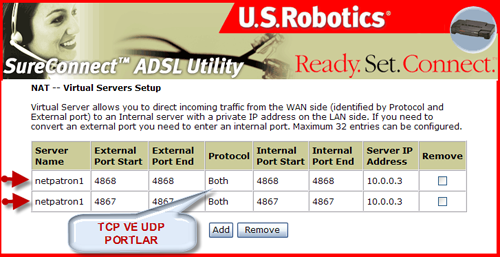 U.S.Robotics®
SureConnect™ ADSL Utility
Ready. Set. Connect.
NAT -- Virtual Servers Setup
Virtual Server allows you to direct incoming traffic from the WAN side (identified by Protocol and
External port) to an Internal server with a private IP address on the LAN side. If you need to
convert an external port you need to enter an internal port. Maximum 32 entries can be configured.
Server Name External Port Start External Port End Protocol Internal Port Start Internal Port End Server IP Address Remove
netpatron1 4868 4868 Both 4868 4868 10.0.0.3
netpatron1 4867 4867 Both 4867 4867 10.0.0.3
TCP VE UDP
PORTLAR
Add Remove